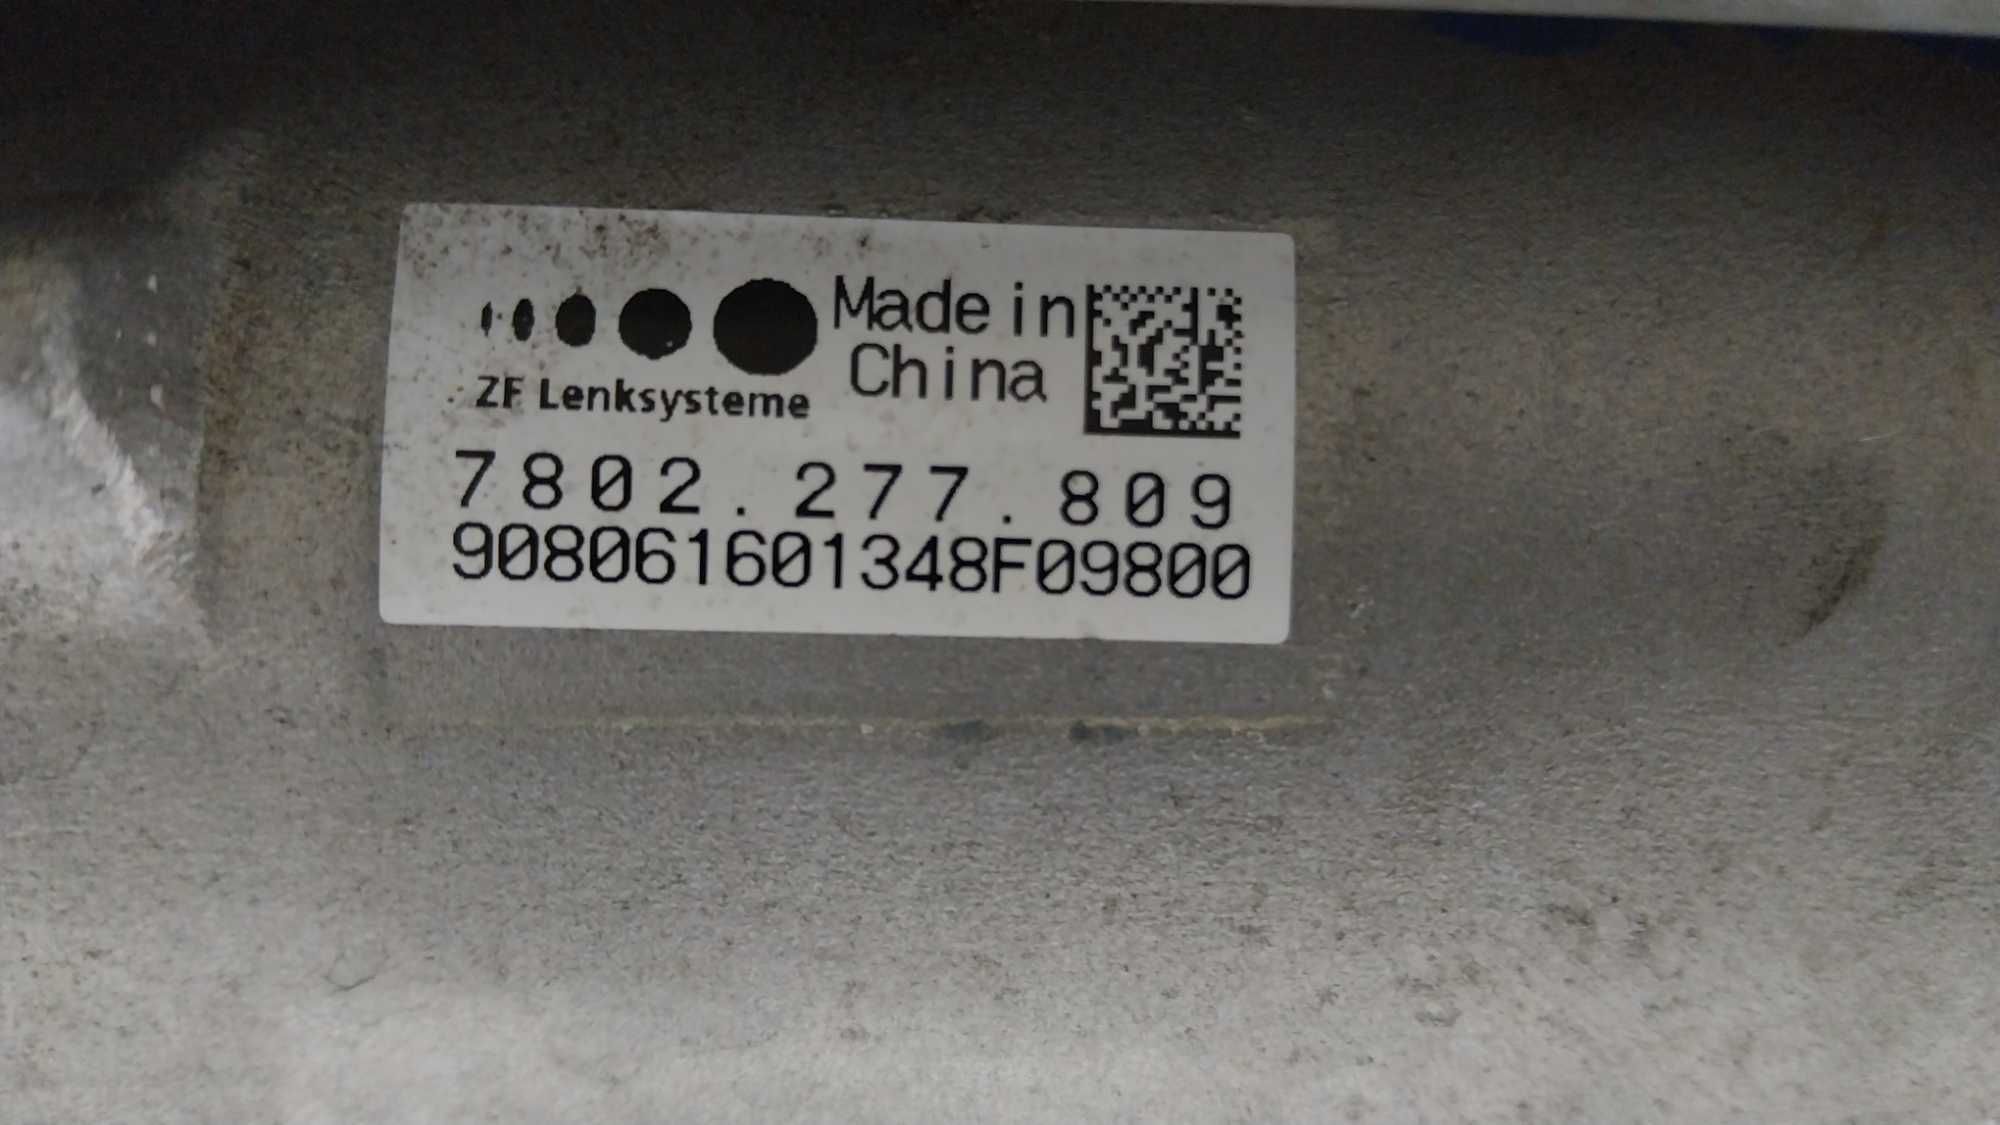 Made in
China
ZF Lenksysteme
7802.277.809
908061601348F09800